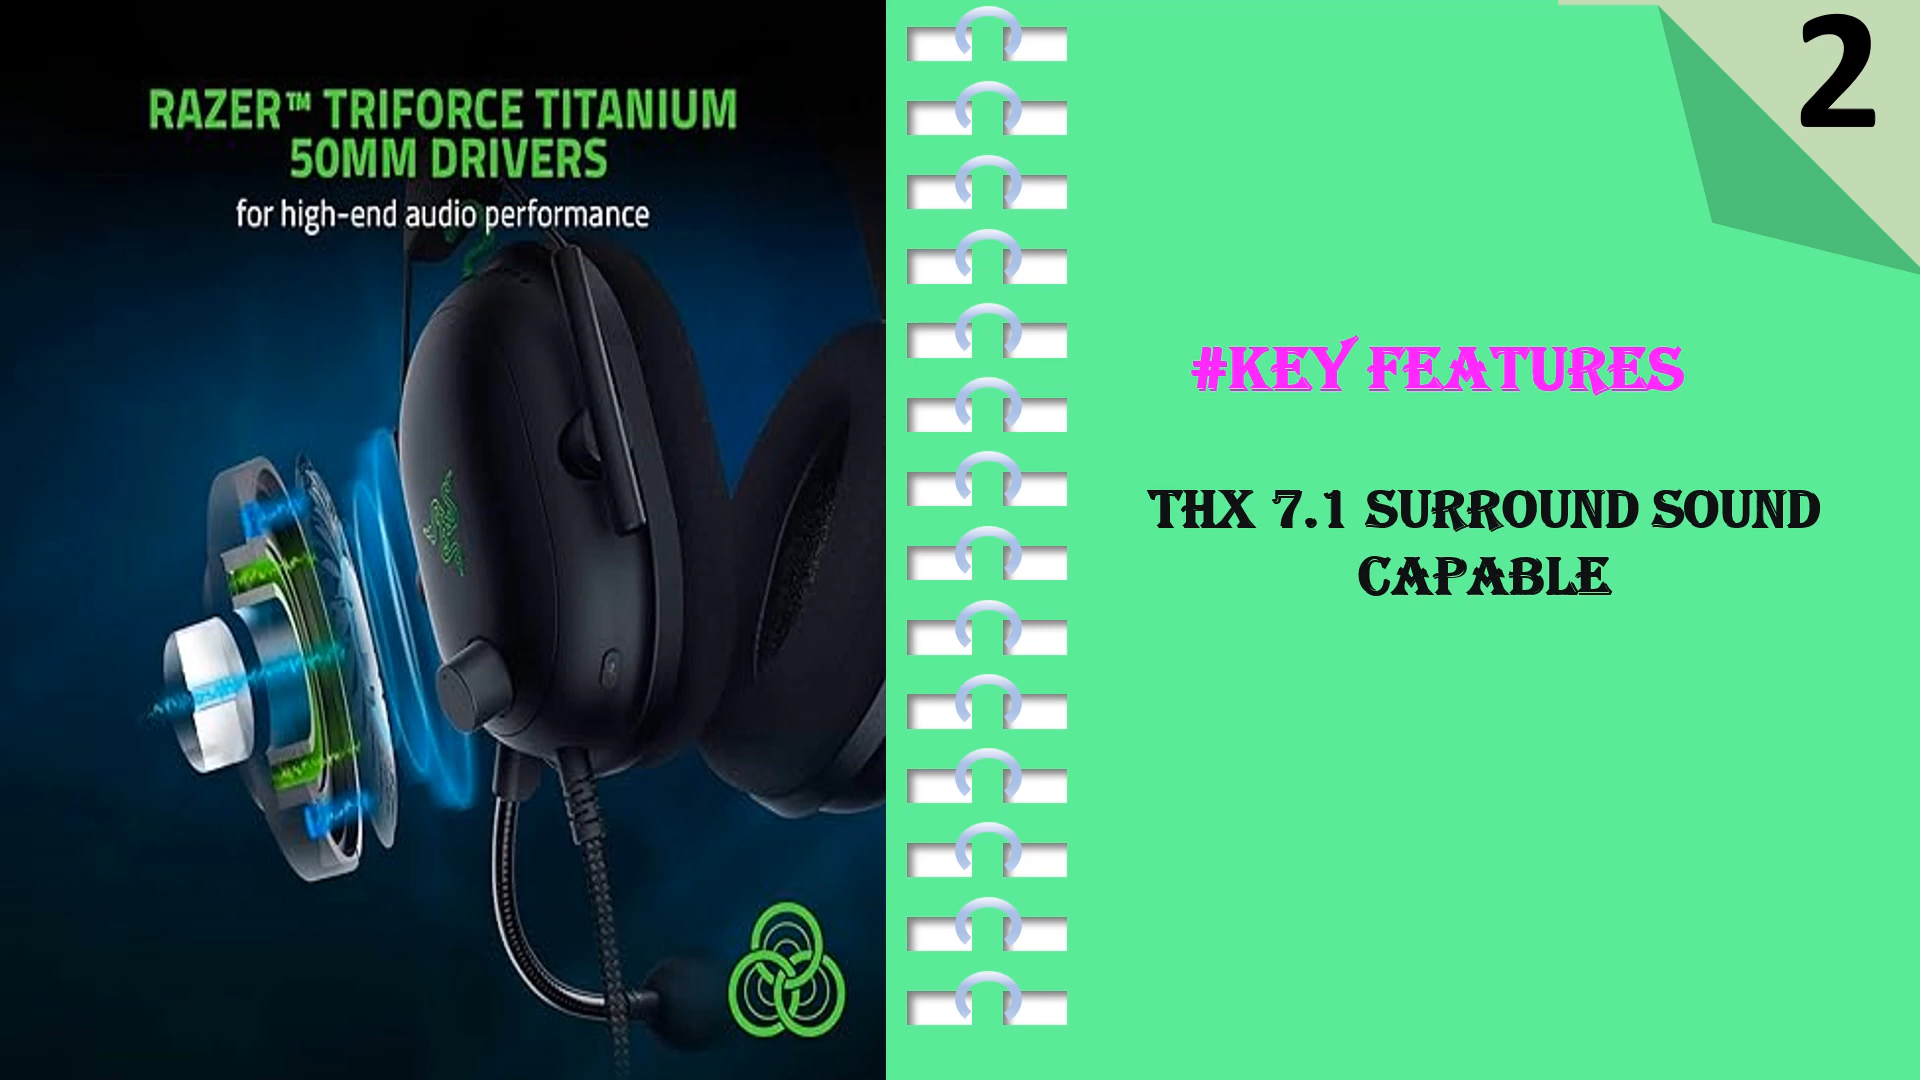 RAZER™ TRIFORCE TITANIUM
50MM DRIVERS
for high-end audio performance
2
#KEY FEATURES
THX 7.1 SURROUND SOUND
CAPABLE